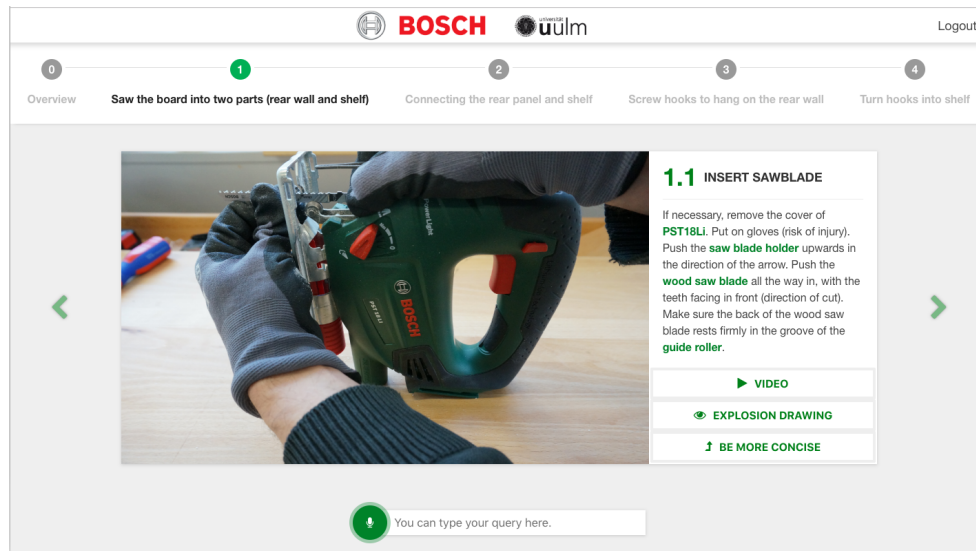 BOSCH
universität
uulm
Logout
0
1
2
3
4
Overview
Saw the board into two parts (rear wall and shelf)
Connecting the rear panel and shelf
Screw hooks to hang on the rear wall
Turn hooks into shelf
PowerLight
PST 18 LI
BOSCH
1.1 INSERT SAWBLADE
If necessary, remove the cover of
PST18Li. Put on gloves (risk of injury).
Push the saw blade holder upwards in
the direction of the arrow. Push the
wood saw blade all the way in, with the
teeth facing in front (direction of cut).
Make sure the back of the wood saw
blade rests firmly in the groove of the
guide roller.
VIDEO
EXPLOSION DRAWING
BE MORE CONCISE
You can type your query here.